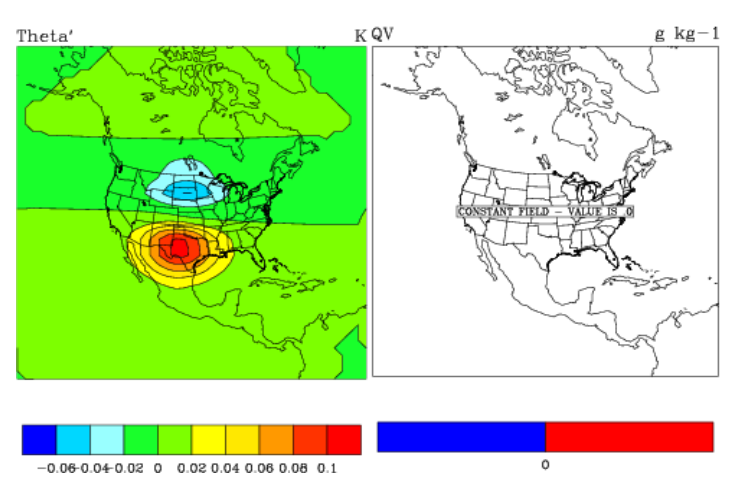 Theta' K QV g kg−1
CONSTANT FIELD − VALUE IS .0
−0.06−0.04−0.02 0 0.02 0.04 0.06 0.08 0.1
0